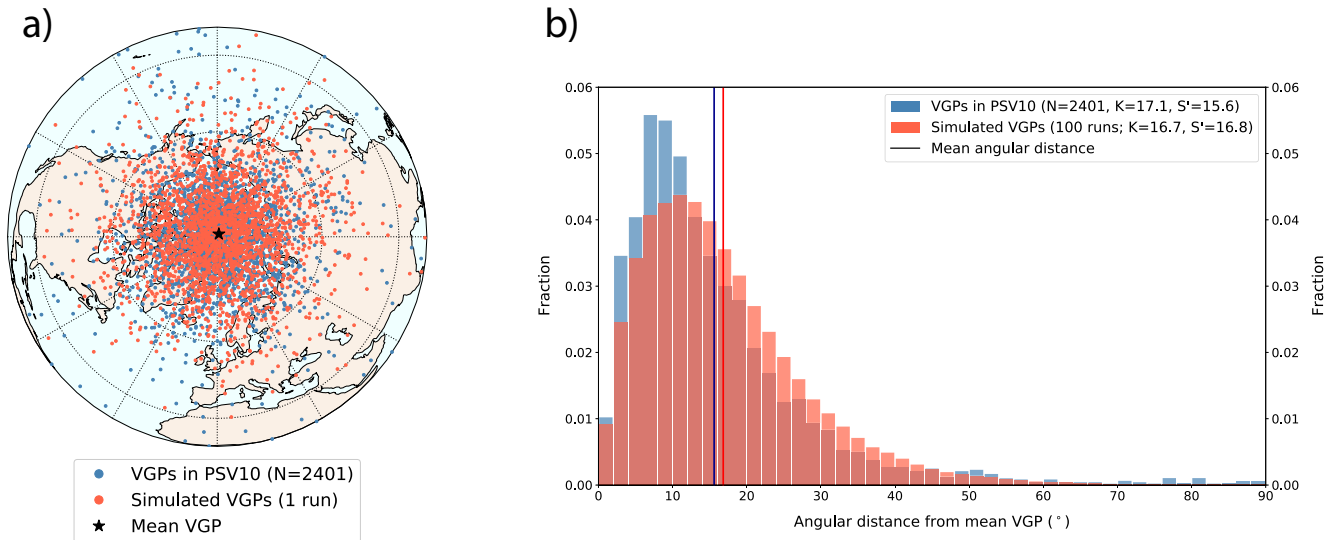 a)
VGPs in PSV10 (N=2401)
Simulated VGPs (1 run)
Mean VGP
b)
VGPs in PSV10 (N=2401, K=17.1, S'=15.6)
Simulated VGPs (100 runs; K=16.7, S'=16.8)
Mean angular distance
0.06
0.05
0.04
0.03
0.02
0.01
0.00
Fraction
0.06
0.05
0.04
0.03
0.02
0.01
0.00
Fraction
0 10 20 30 40 50 60 70 80 90
Angular distance from mean VGP (°)